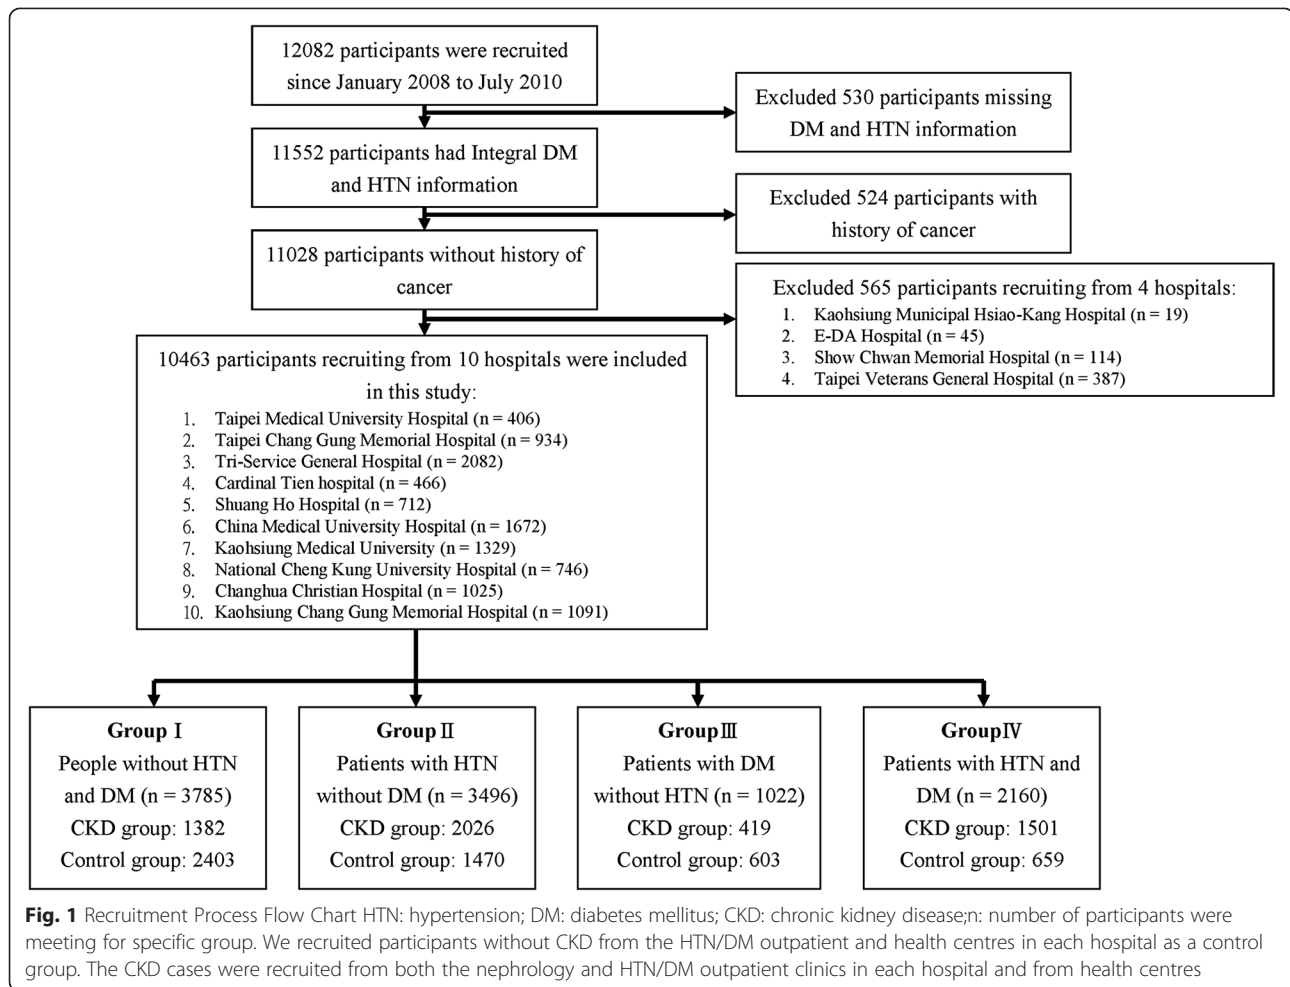 12082 participants were recruited
since January 2008 to July 2010
Excluded 530 participants missing
DM and HTN information
11552 participants had Integral DM
and HTN information
Excluded 524 participants with
history of cancer
11028 participants without history of
cancer
Excluded 565 participants recruiting from 4 hospitals:
1. Kaohsiung Municipal Hsiao-Kang Hospital (n = 19)
2. E-DA Hospital (n = 45)
3. Show Chwan Memorial Hospital (n = 114)
4. Taipei Veterans General Hospital (n = 387)
10463 participants recruiting from 10 hospitals were included
in this study:
1. Taipei Medical University Hospital (n = 406)
2. Taipei Chang Gung Memorial Hospital (n = 934)
3. Tri-Service General Hospital (n = 2082)
4. Cardinal Tien hospital (n = 466)
5. Shuang Ho Hospital (n = 712)
6. China Medical University Hospital (n = 1672)
7. Kaohsiung Medical University (n = 1329)
8. National Cheng Kung University Hospital (n = 746)
9. Changhua Christian Hospital (n = 1025)
10. Kaohsiung Chang Gung Memorial Hospital (n = 1091)
Group I
People without HTN
and DM (n = 3785)
CKD group: 1382
Control group: 2403
Group Ⅱ
Patients with HTN
without DM (n = 3496)
CKD group: 2026
Control group: 1470
GroupⅢ
Patients with DM
without HTN (n = 1022)
CKD group: 419
Control group: 603
GroupⅣ
Patients with HTN and
DM (n = 2160)
CKD group: 1501
Control group: 659
Fig. 1 Recruitment Process Flow Chart HTN: hypertension; DM: diabetes mellitus; CKD: chronic kidney disease;n: number of participants were
meeting for specific group. We recruited participants without CKD from the HTN/DM outpatient and health centres in each hospital as a control
group. The CKD cases were recruited from both the nephrology and HTN/DM outpatient clinics in each hospital and from health centres